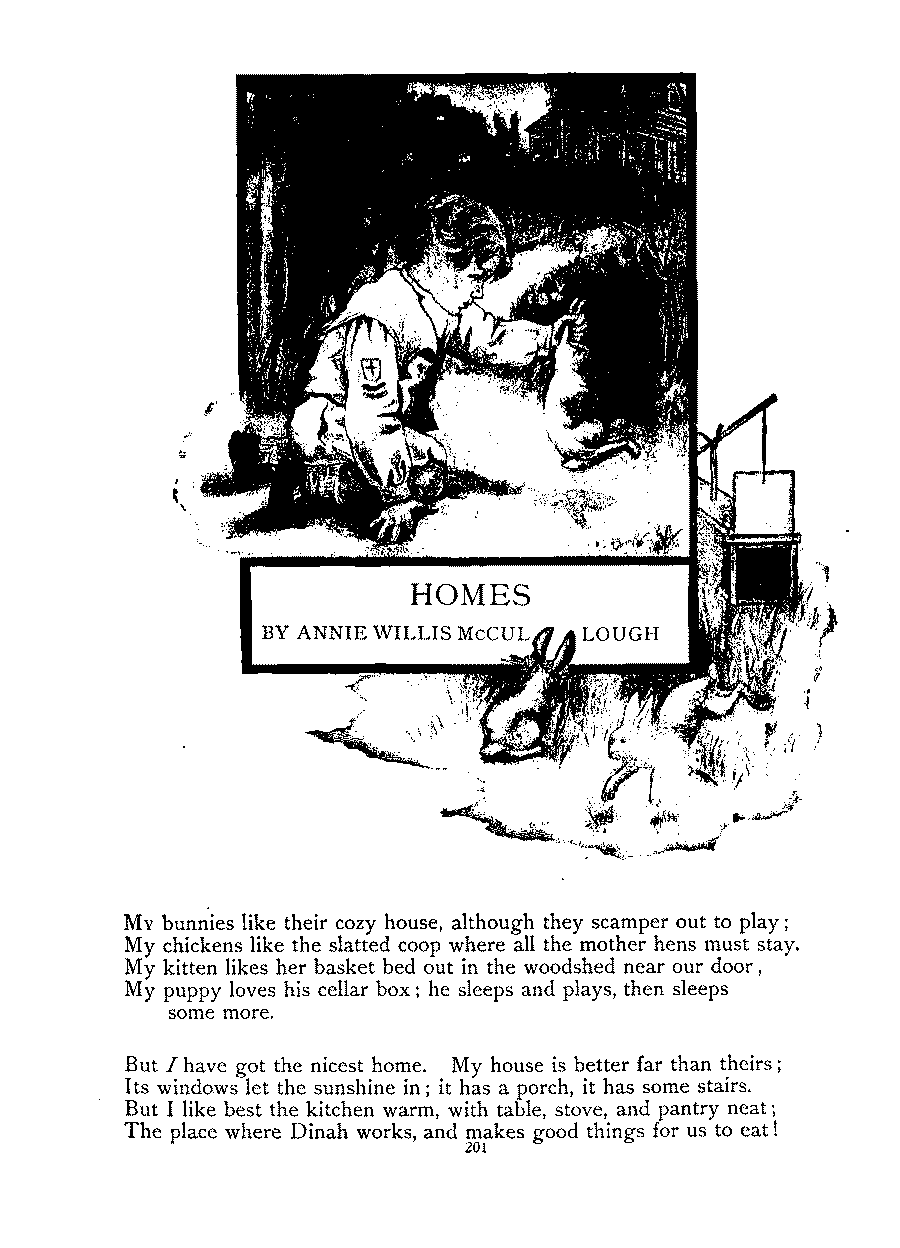 HOMES
BY ANNIE WILLIS McCULLOUGH
My bunnies like their cozy house, although they scamper out to play;
My chickens like the slatted coop where all the mother hens must stay.
My kitten likes her basket bed out in the woodshed near our door,
My puppy loves his cellar box; he sleeps and plays, then sleeps
some more.
But I have got the nicest home. My house is better far than theirs;
Its windows let the sunshine in; it has a porch, it has some stairs.
But I like best the kitchen warm, with table, stove, and pantry neat;
The place where Dinah works, and makes good things for us to eat!
201